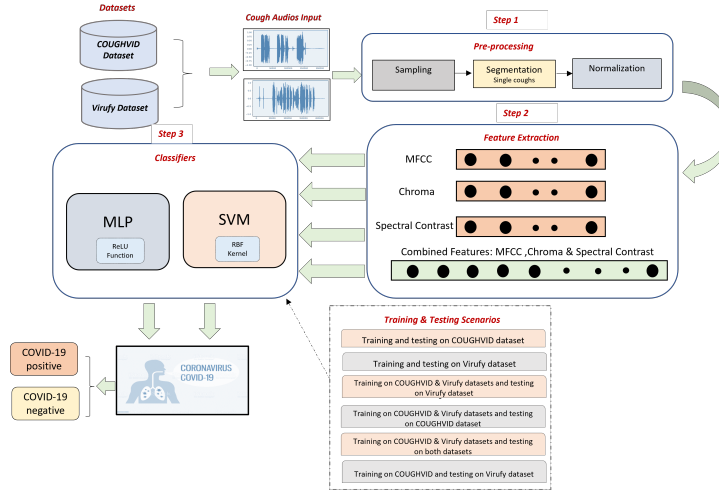 Datasets
COUGHVID
Dataset
Virufy Dataset
Cough Audios Input
Step 1
Pre-processing
Sampling
Segmentation
Single coughs
Normalization
Step 2
Feature Extraction
MFCC
Chroma
Spectral Contrast
Combined Features: MFCC ,Chroma & Spectral Contrast
Step 3
Classifiers
MLP
ReLU
Function
SVM
RBF
Kernel
Training & Testing Scenarios
Training and testing on COUGHVID dataset
Training and testing on Virufy dataset
Training on COUGHVID & Virufy datasets and testing
on Virufy dataset
Training on COUGHVID & Virufy datasets and testing
on COUGHVID dataset
Training on COUGHVID & Virufy datasets and testing
on both datasets
Training on COUGHVID and testing on Virufy dataset
CORONAVIRUS
COVID-19
COVID-19
positive
COVID-19
negative